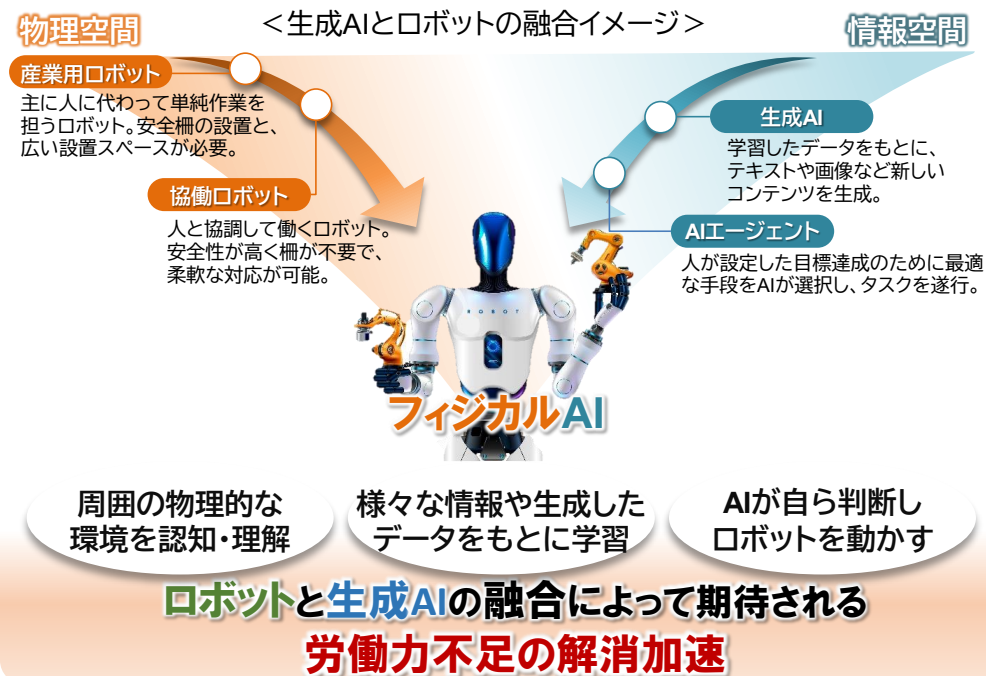 ＜生成AIとロボットの融合イメージ＞
物理空間
情報空間
産業用ロボット
主に人に代わって単純作業を
担うロボット。安全柵の設置と、
広い設置スペースが必要。
協働ロボット
人と協調して働くロボット。
安全性が高く柵が不要で、
柔軟な対応が可能。
生成AI
学習したデータをもとに、
テキストや画像など新しい
コンテンツを生成。
AIエージェント
人が設定した目標達成のために最適
な手段をAIが選択し、タスクを遂行。
ROBOT
フィジカルAI
周囲の物理的な
環境を認知・理解
様々な情報や生成した
データをもとに学習
AIが自ら判断し
ロボットを動かす
ロボットと生成AIの融合によって期待される
労働力不足の解消加速